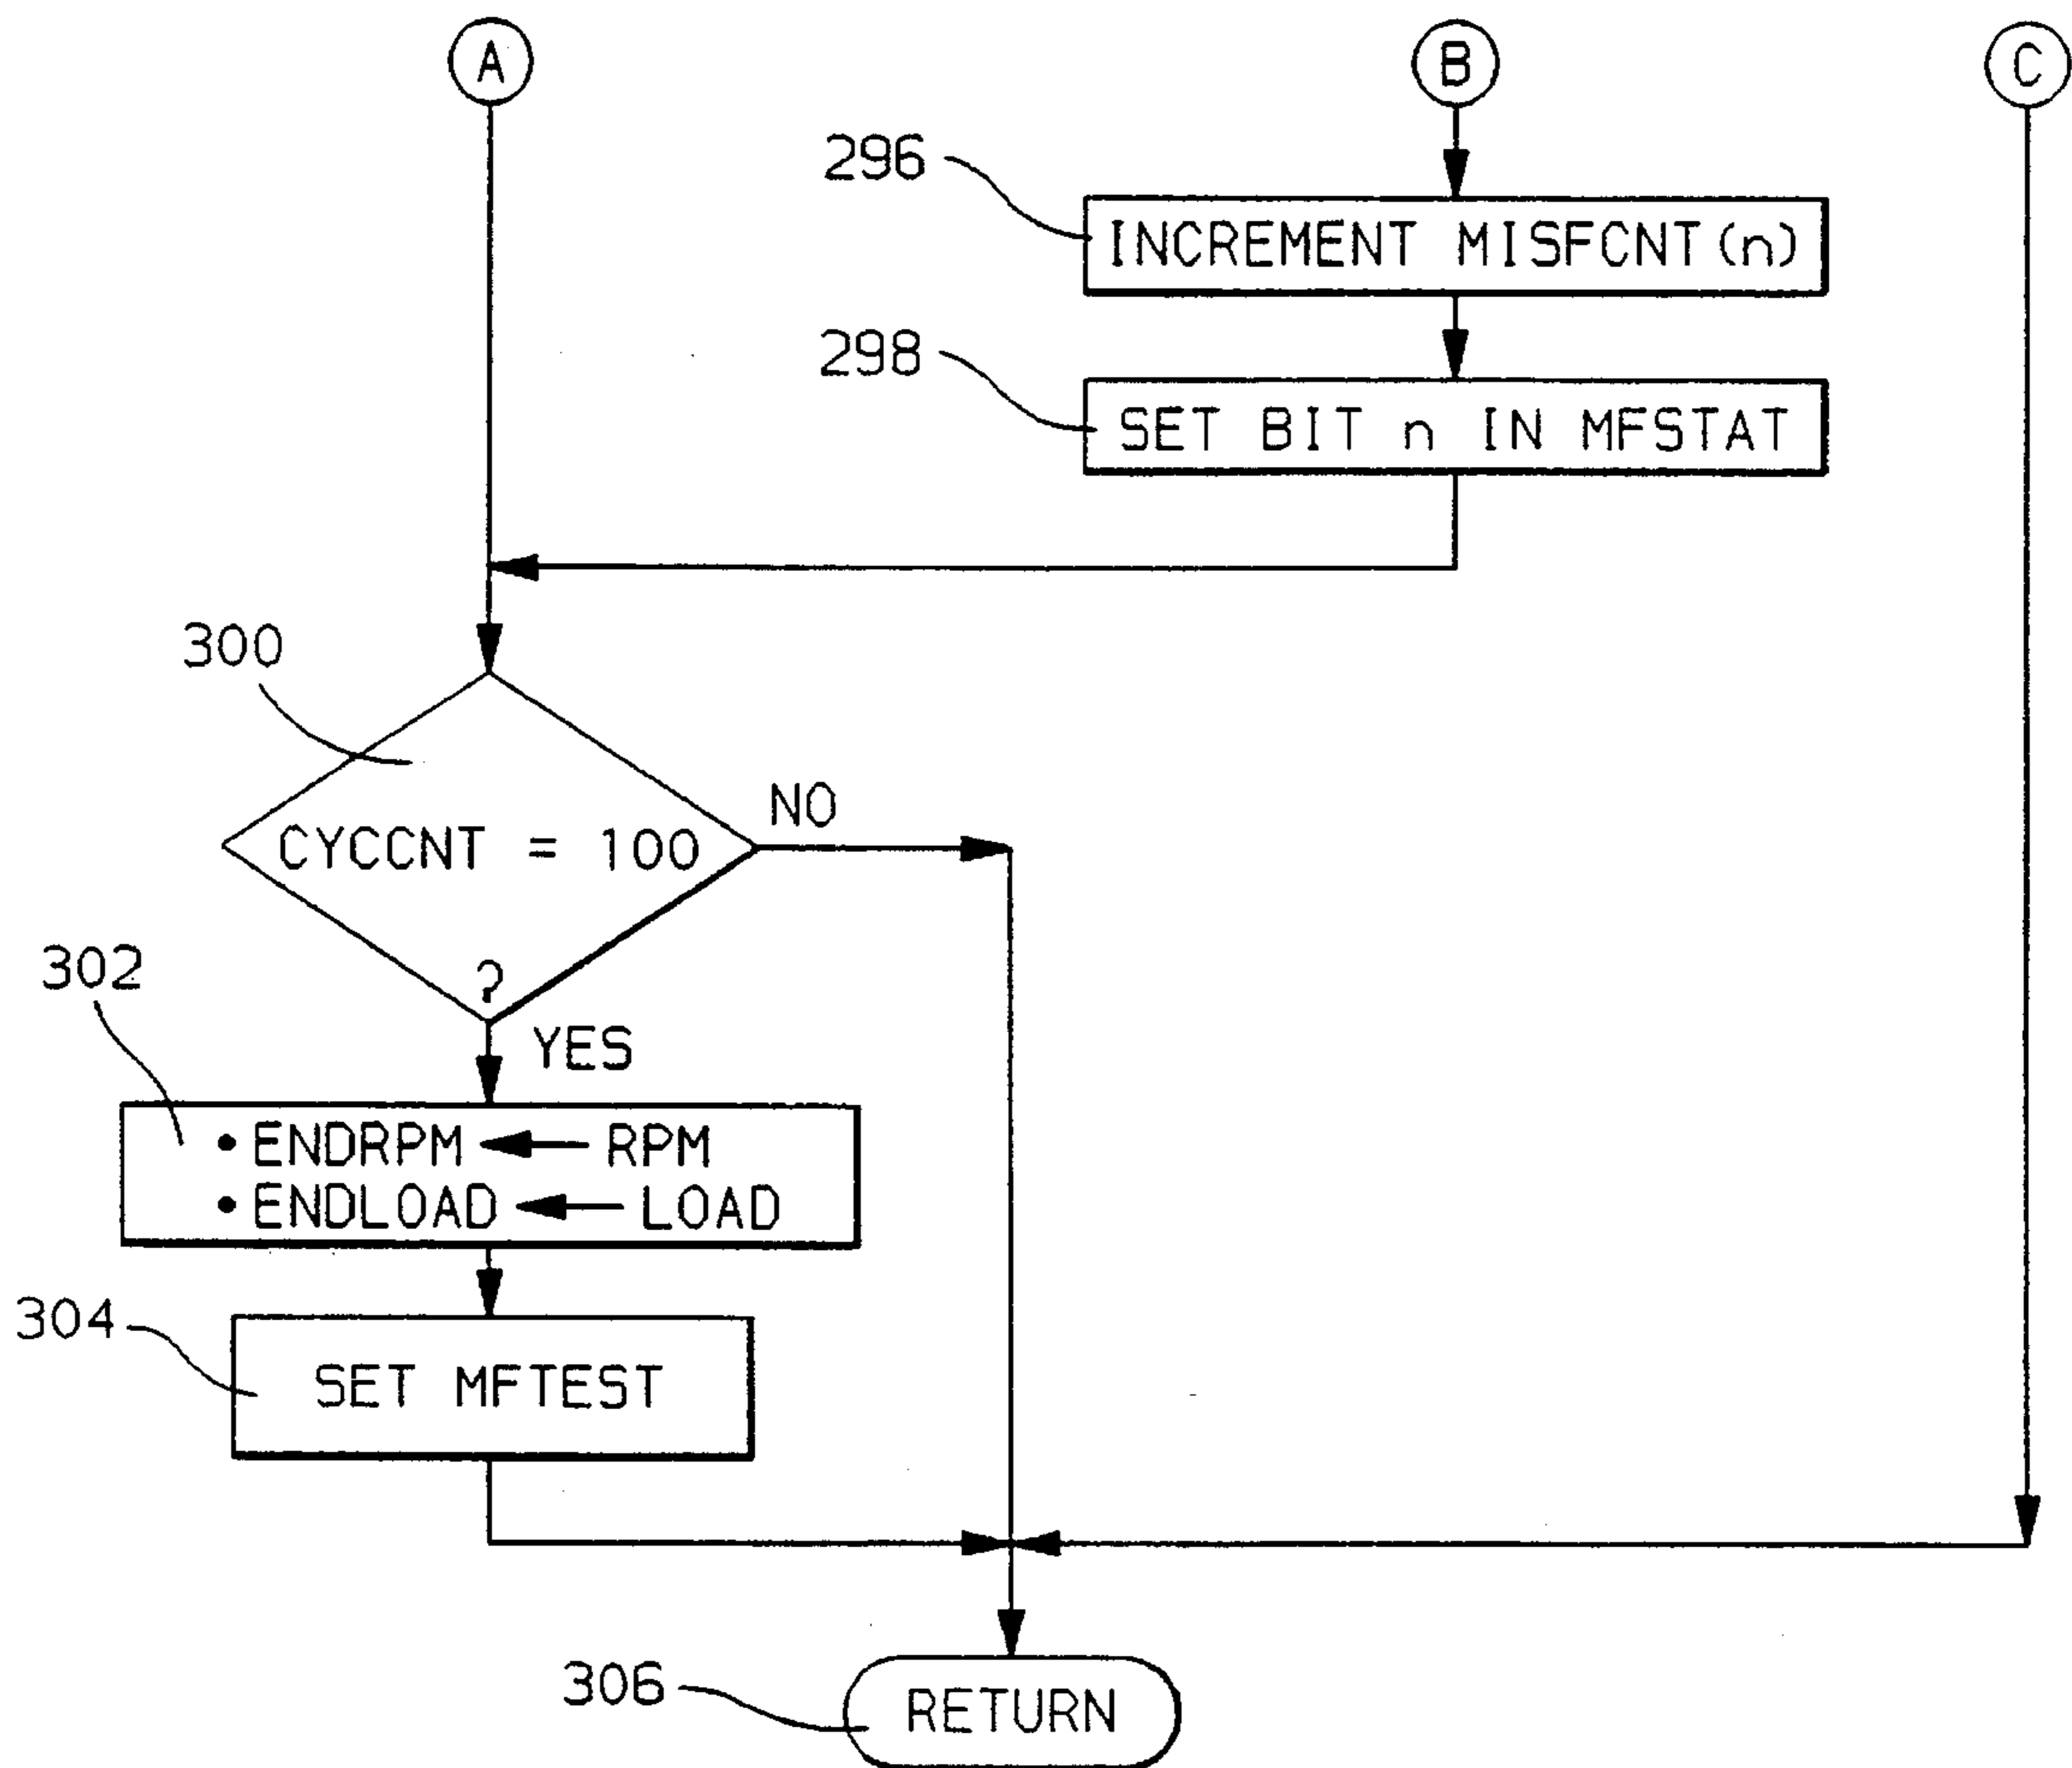 A
B
C
296
INCREMENT MISFCNT(n)
298
SET BIT n IN MFSTAT
300
NO
CYCCNT = 100
?
YES
302
• ENDRPM ← RPM
• ENDLOAD ← LOAD
304
SET MFTEST
306
RETURN